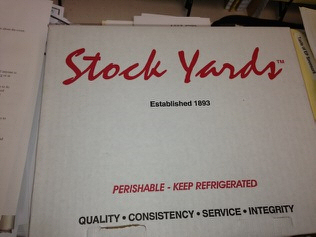 Stock Yards™
Established 1893
PERISHABLE - KEEP REFRIGERATED
QUALITY • CONSISTENCY • SERVICE • INTEGRITY